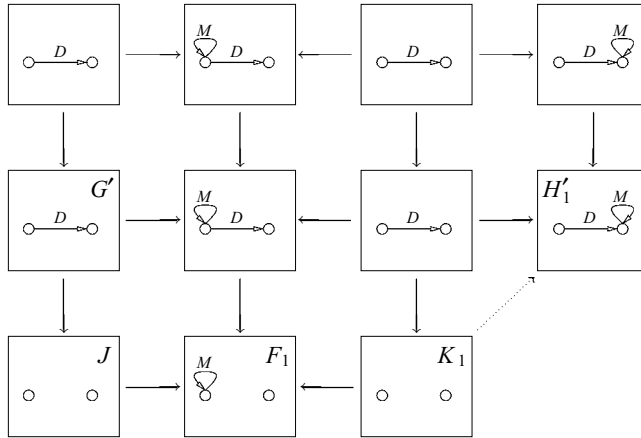 M M
D D D D
G′ H′₁
M M
D D D D
J F₁ K₁
M